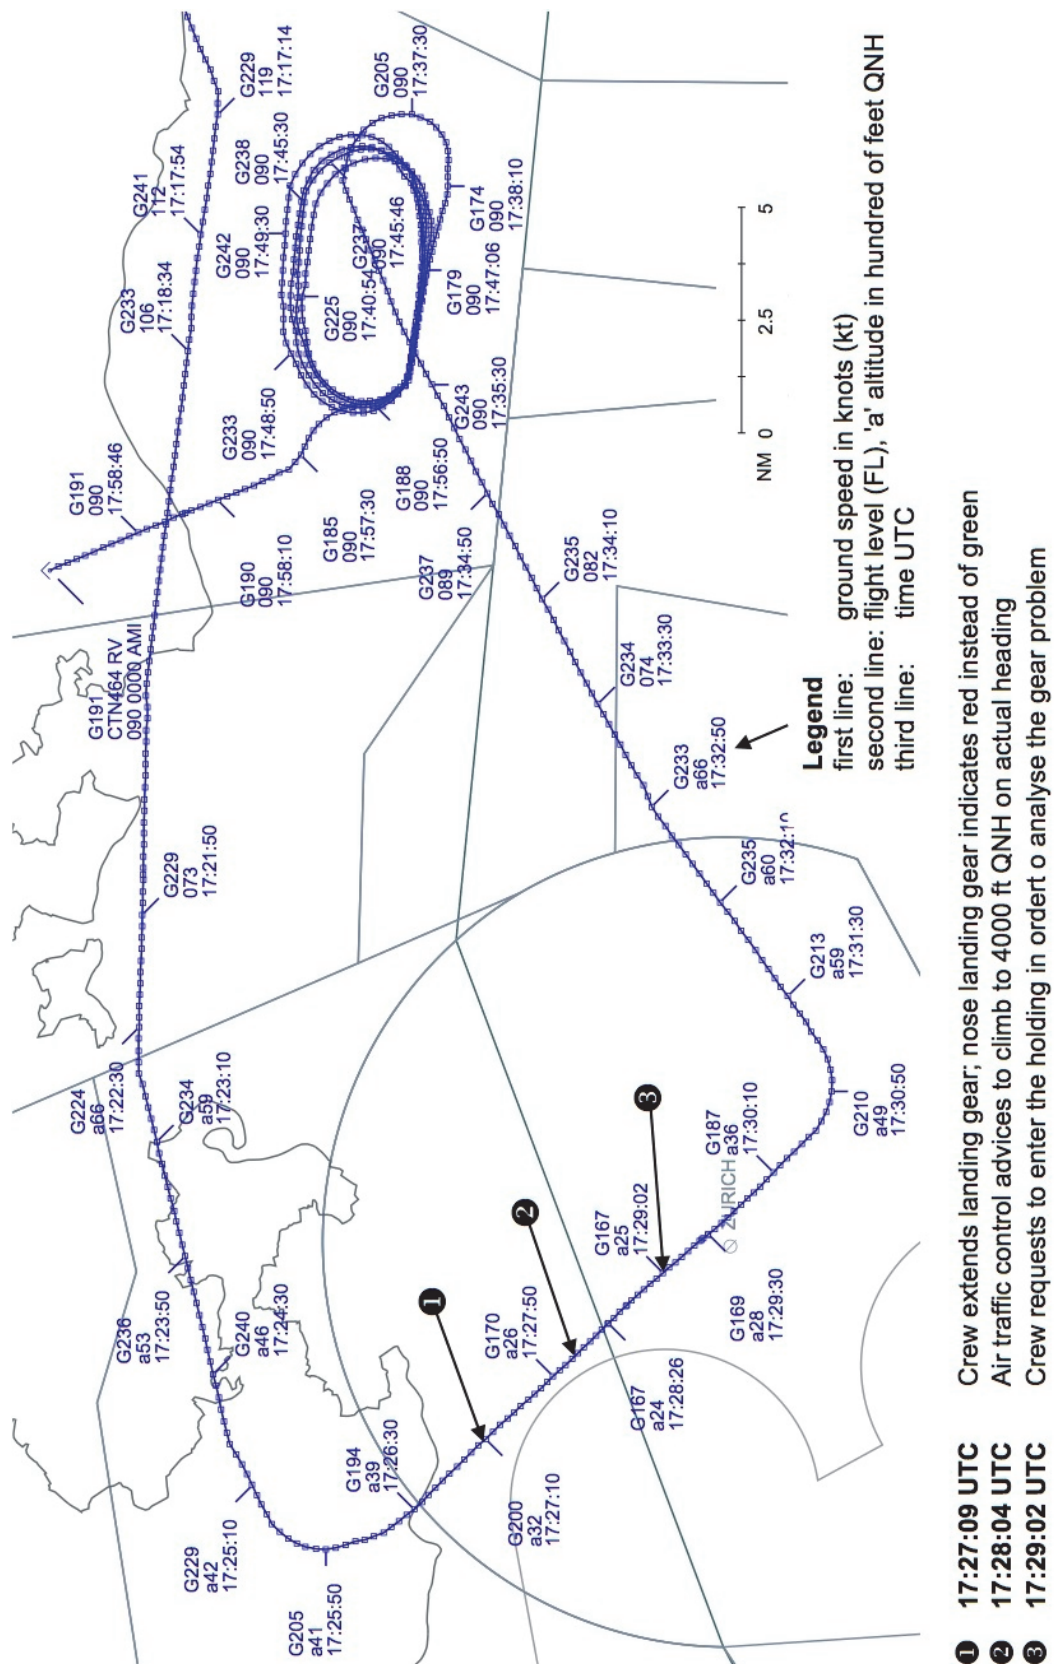 G229
119
17:17:14
G241
112
17:17:54
G233
106
17:18:34
G205
090
17:37:30
G238
090
17:45:30
G242
090
17:49:30
G237
090
17:45:46
G225
090
17:40:54
G174
090
17:38:10
G179
090
17:47:06
G233
090
17:48:50
G243
090
17:35:30
G191
090
17:58:46
G185
090
17:57:30
G188
090
17:56:50
G190
090
17:58:10
G237
089
17:34:50
G235
082
17:34:10
G191
CTN464 RV
090 0000 AMI
G234
074
17:33:30
G233
a66
17:32:50
G229
073
17:21:50
G235
a60
17:32:10
G213
a59
17:31:30
G224
a66
17:22:30
G234
a59
17:23:10
G187
a36
17:30:10
G210
a49
17:30:50
G236
a53
17:23:50
G240
a46
17:24:30
G167
a25
17:29:02
ZURICH
G169
a28
17:29:30
G170
a26
17:27:50
G167
a24
17:28:26
G194
a39
17:26:30
G200
a32
17:27:10
G229
a42
17:25:10
G205
a41
17:25:50
1
2
3
NM 0 2.5 5
Legend
first line: ground speed in knots (kt)
second line: flight level (FL), 'a' altitude in hundred of feet QNH
third line: time UTC
1 17:27:09 UTC Crew extends landing gear; nose landing gear indicates red instead of green
2 17:28:04 UTC Air traffic control advices to climb to 4000 ft QNH on actual heading
3 17:29:02 UTC Crew requests to enter the holding in ordert o analyse the gear problem